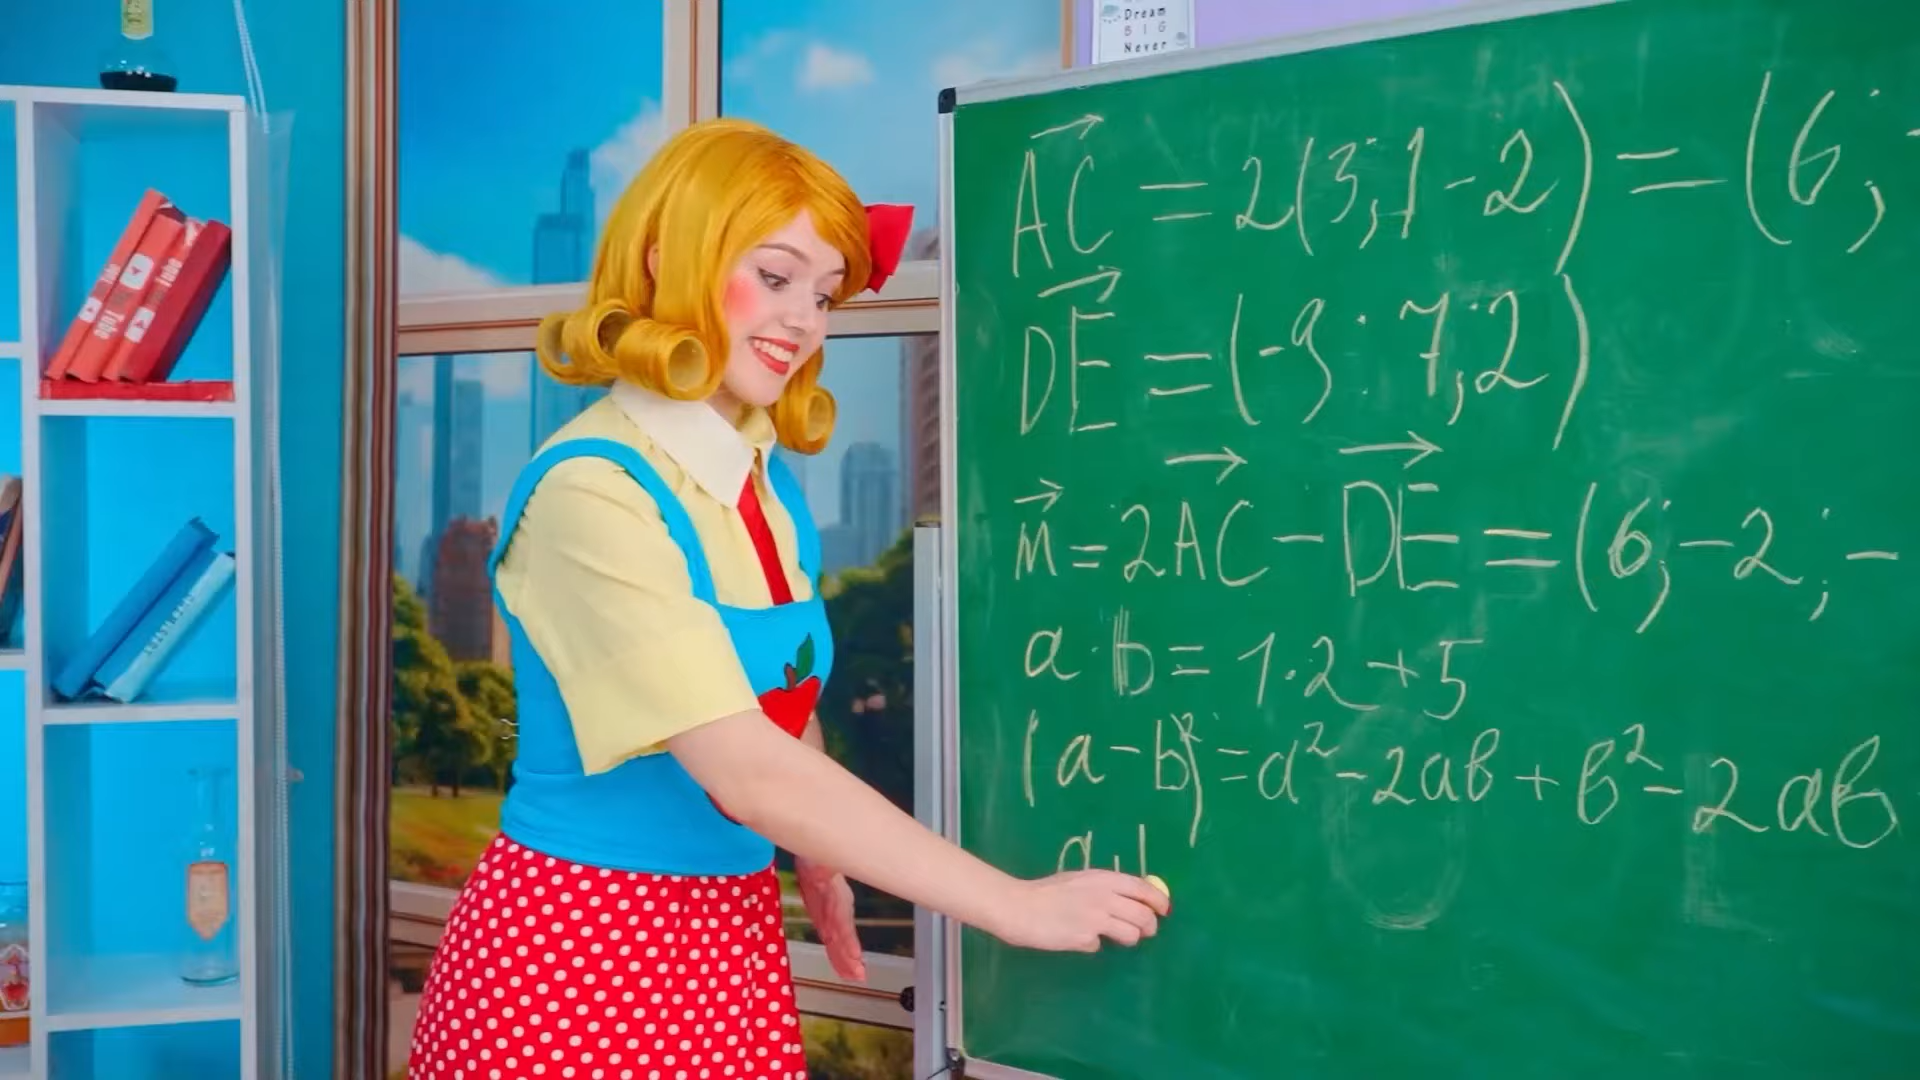 Dream
BIG
Never
AC = 2(3;1-2) = (6;
DE = (-9; 7;2)
m = 2AC - DE = (6; -2; -
a·b = 1·2+5
(a-b)² = a²-2ab + b² - 2ab
a